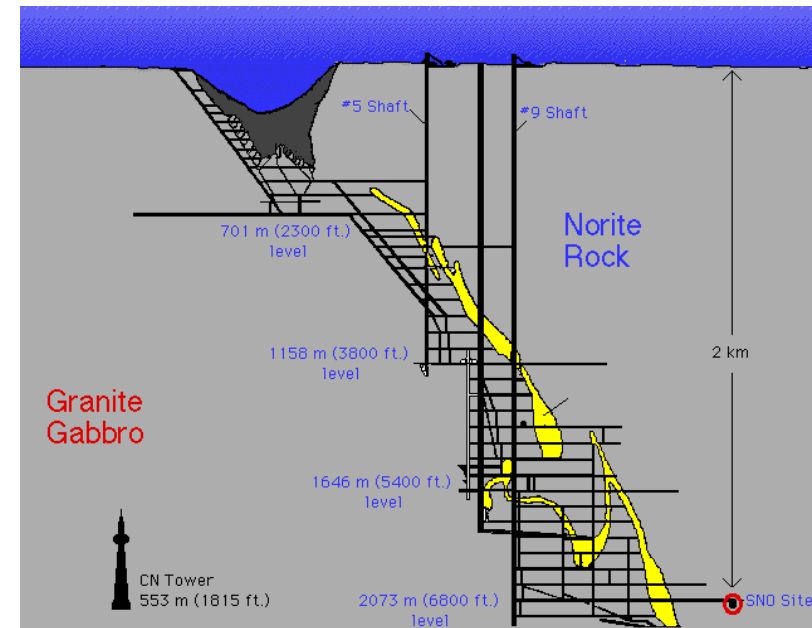 #5 Shaft
#9 Shaft
Norite
Rock
701 m (2300 ft.)
level
1158 m (3800 ft.)
level
2 km
Granite
Gabbro
1646 m (5400 ft.)
level
CN Tower
553 m (1815 ft.)
2073 m (6800 ft.)
level
SNO Site